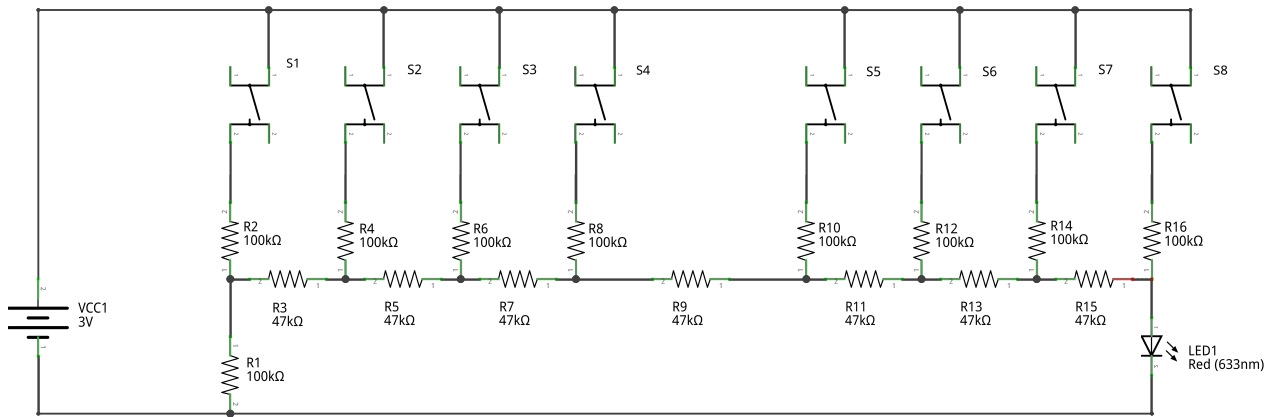 S1
S2
S3
S4
S5
S6
S7
S8
R2
100kΩ
R4
100kΩ
R6
100kΩ
R8
100kΩ
R10
100kΩ
R12
100kΩ
R14
100kΩ
R16
100kΩ
R3
47kΩ
R5
47kΩ
R7
47kΩ
R9
47kΩ
R11
47kΩ
R13
47kΩ
R15
47kΩ
VCC1
3V
R1
100kΩ
LED1
Red (633nm)